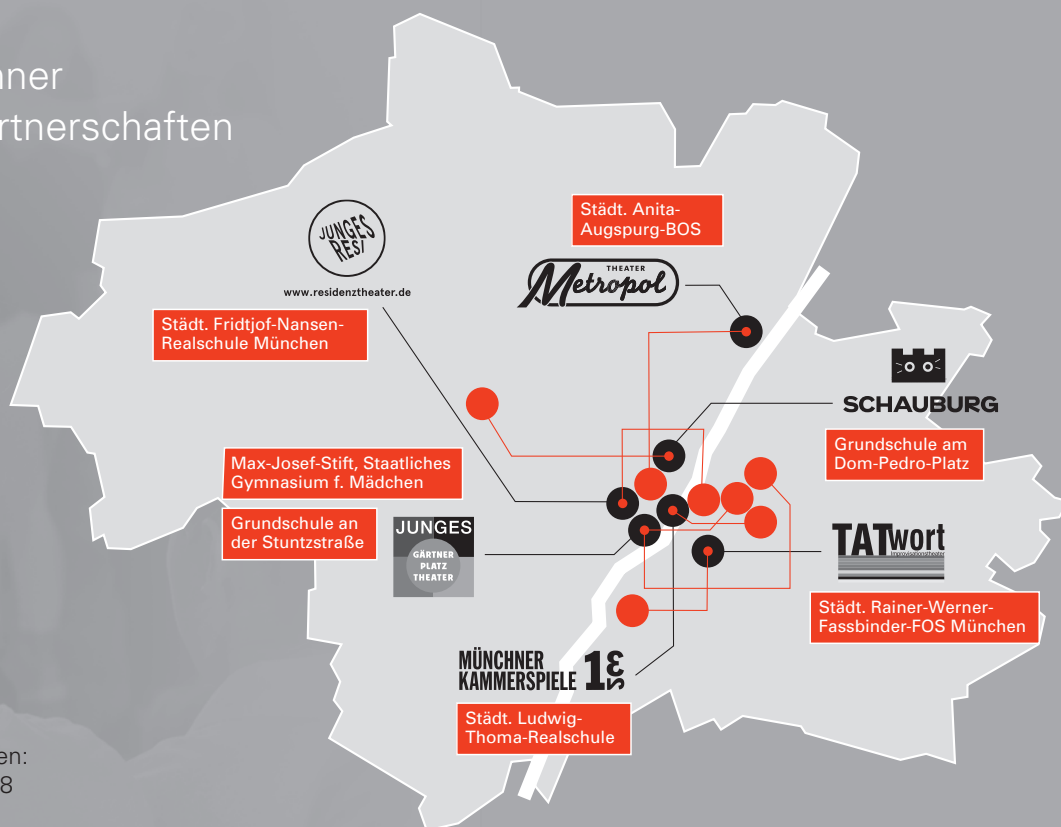 nner
rtnerschaften
JUNGES
RESI
www.residenztheater.de
Städt. Fridtjof-Nansen-
Realschule München
Städt. Anita-
Augspurg-BOS
THEATER
Metropol
SCHAUBURG
Grundschule am
Dom-Pedro-Platz
Max-Josef-Stift, Staatliches
Gymnasium f. Mädchen
Grundschule an
der Stuntzstraße
JUNGES
GÄRTNER
PLATZ
THEATER
TATwort
Improvisationstheater
Städt. Rainer-Werner-
Fassbinder-FOS München
MÜNCHNER
KAMMERSPIELE
Städt. Ludwig-
Thoma-Realschule
en:
8